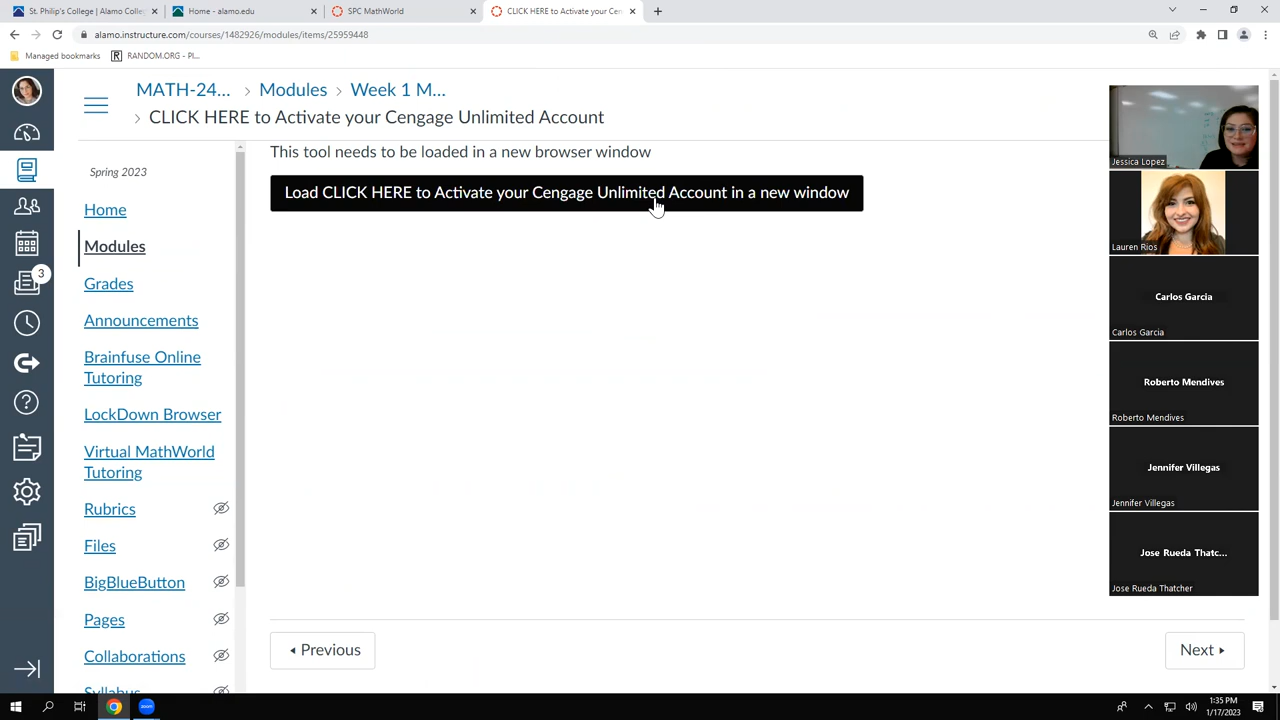 St. Philip's College | Alamo Colle
Home - alamo.edu
SPC MathWorld
CLICK HERE to Activate your Cen
alamo.instructure.com/courses/1482926/modules/items/25959448
Managed bookmarks
RANDOM.ORG - Pi...
MATH-24... > Modules > Week 1 M...
> CLICK HERE to Activate your Cengage Unlimited Account
This tool needs to be loaded in a new browser window
Load CLICK HERE to Activate your Cengage Unlimited Account in a new window
Spring 2023
Home
Modules
Grades
Announcements
Brainfuse Online
Tutoring
LockDown Browser
Virtual MathWorld
Tutoring
Rubrics
Files
BigBlueButton
Pages
Collaborations
Syllabus
3
Previous
Next
Jessica Lopez
Lauren Rios
Carlos Garcia
Carlos Garcia
Roberto Mendives
Roberto Mendives
Jennifer Villegas
Jennifer Villegas
Jose Rueda Thatc...
Jose Rueda Thatcher
zoom
1:35 PM
1/17/2023